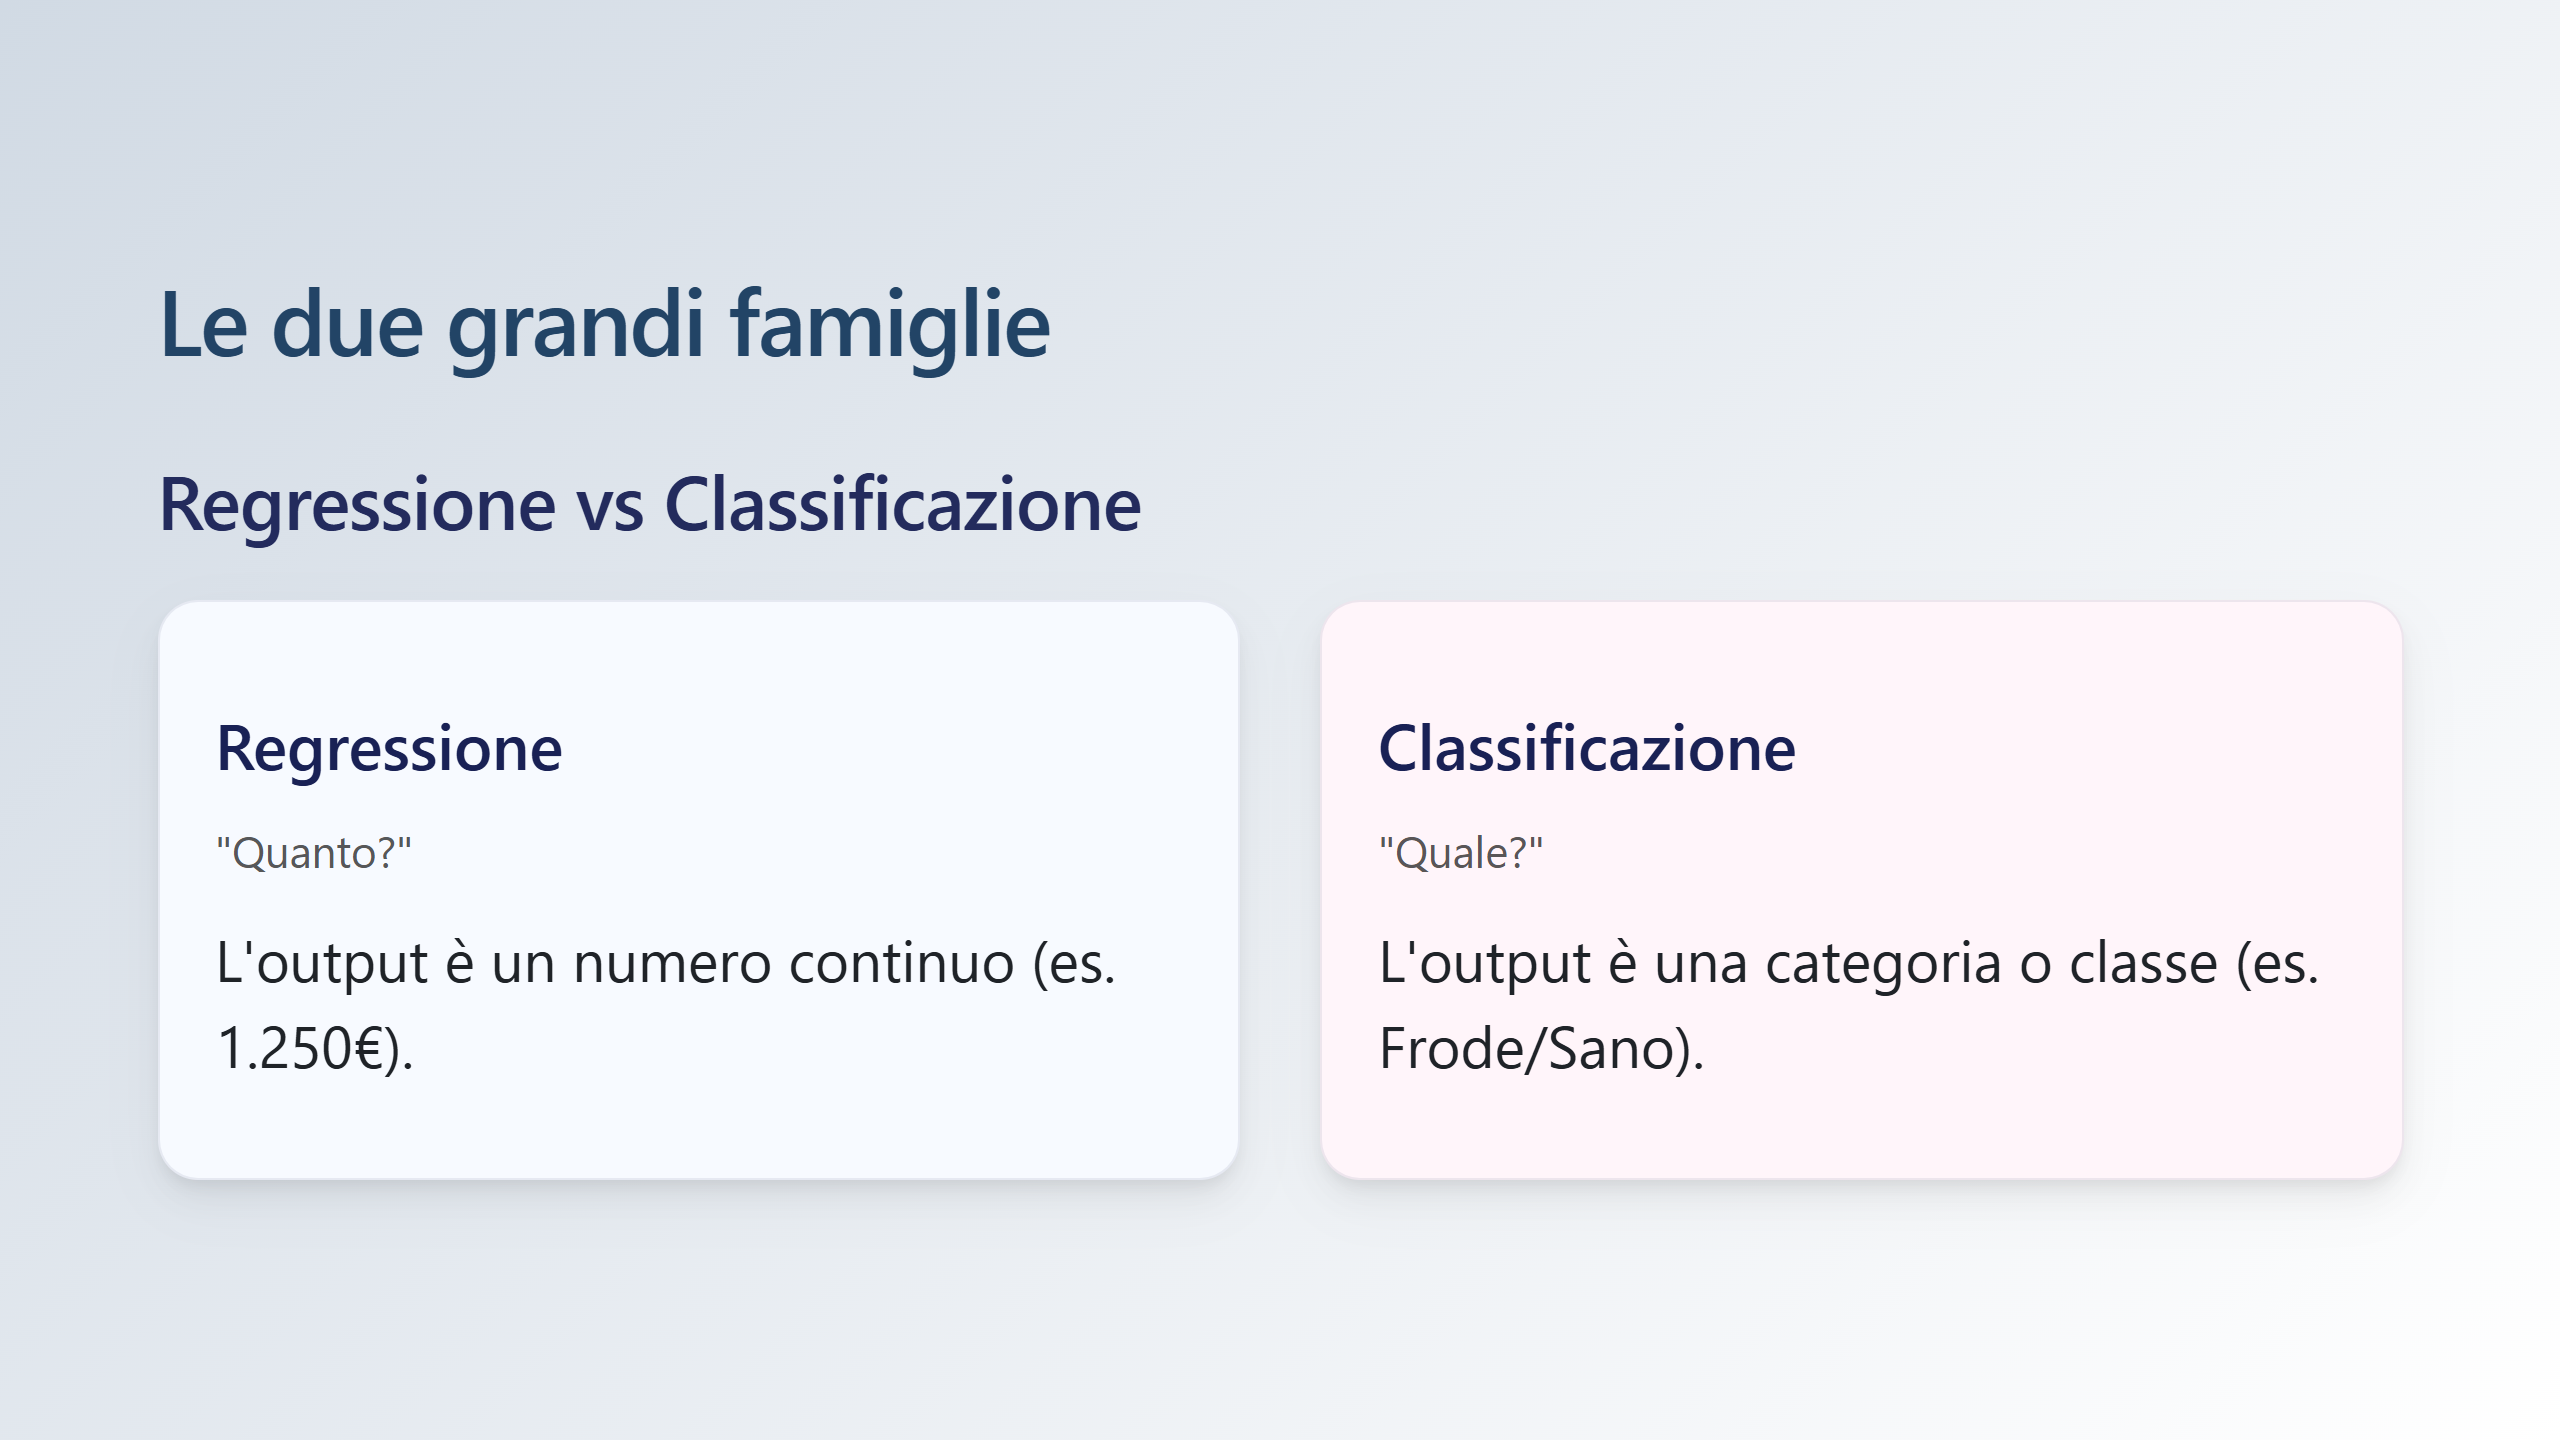 Le due grandi famiglie
Regressione vs Classificazione
Regressione
"Quanto?"
L'output è un numero continuo (es.
1.250€).
Classificazione
"Quale?"
L'output è una categoria o classe (es.
Frode/Sano).